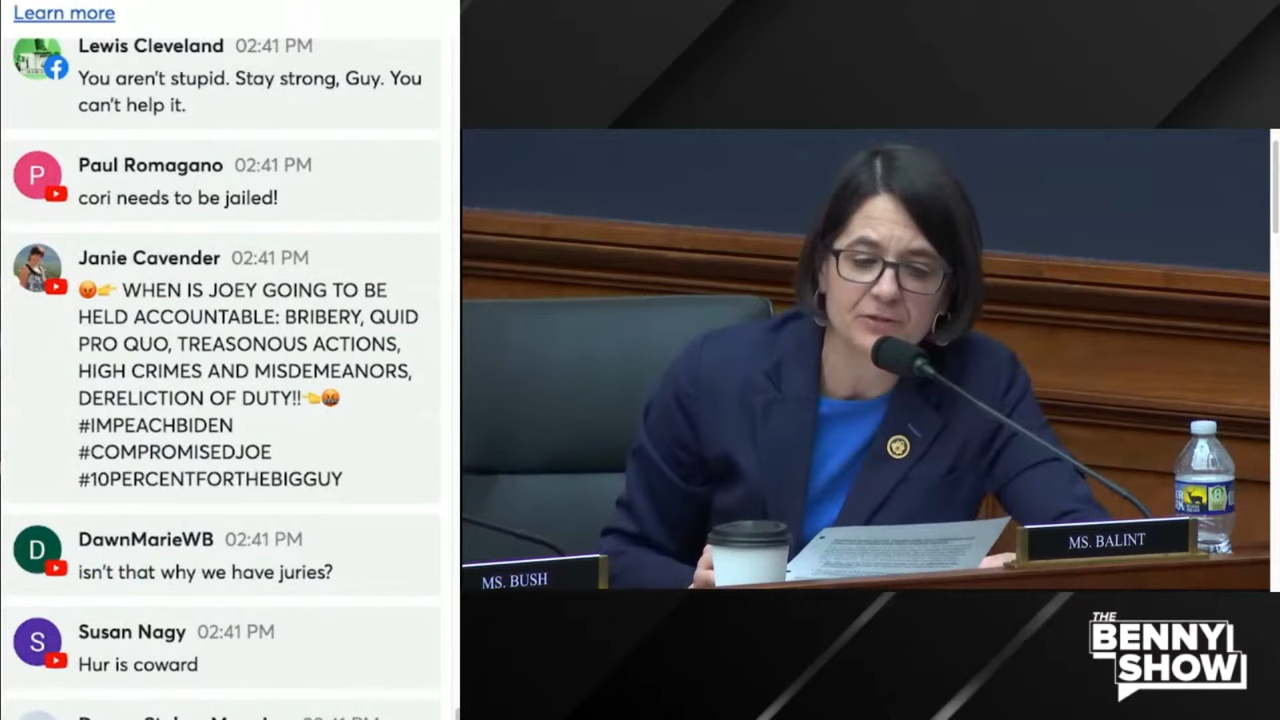 Learn more
Lewis Cleveland 02:41 PM
You aren't stupid. Stay strong, Guy. You
can't help it.
P
Paul Romagano 02:41 PM
cori needs to be jailed!
Janie Cavender 02:41 PM
😡👉 WHEN IS JOEY GOING TO BE
HELD ACCOUNTABLE: BRIBERY, QUID
PRO QUO, TREASONOUS ACTIONS,
HIGH CRIMES AND MISDEMEANORS,
DERELICTION OF DUTY!!👈🤬
#IMPEACHBIDEN
#COMPROMISEDJOE
#10PERCENTFORTHEBIGGUY
D
DawnMarieWB 02:41 PM
isn't that why we have juries?
S
Susan Nagy 02:41 PM
Hur is coward
02:41 PM
MS. BUSH
MS. BALINT
THE
BENNY
SHOW